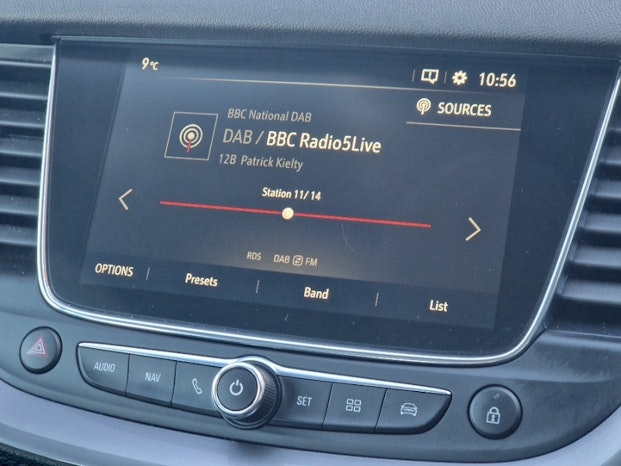 9°C
10:56
SOURCES
BBC National DAB
DAB / BBC Radio5Live
12B Patrick Kielty
Station 11/14
RDS DAB FM
OPTIONS Presets Band List
AUDIO NAV SET